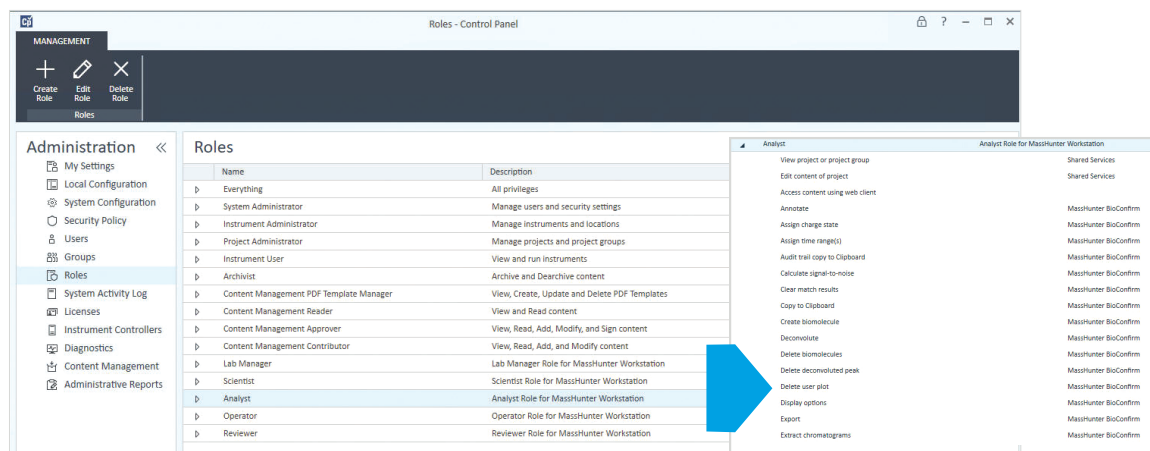 Roles - Control Panel
?
MANAGEMENT
Create Role
Edit Role
Delete Role
Roles
Administration
My Settings
Local Configuration
System Configuration
Security Policy
Users
Groups
Roles
System Activity Log
Licenses
Instrument Controllers
Diagnostics
Content Management
Administrative Reports
Roles
Name Description
Everything All privileges
System Administrator Manage users and security settings
Instrument Administrator Manage instruments and locations
Project Administrator Manage projects and project groups
Instrument User View and run instruments
Archivist Archive and Dearchive content
Content Management PDF Template Manager View, Create, Update and Delete PDF Templates
Content Management Reader View and Read content
Content Management Approver View, Read, Add, Modify, and Sign content
Content Management Contributor View, Read, Add, and Modify content
Lab Manager Lab Manager Role for MassHunter Workstation
Scientist Scientist Role for MassHunter Workstation
Analyst Analyst Role for MassHunter Workstation
Operator Operator Role for MassHunter Workstation
Reviewer Reviewer Role for MassHunter Workstation
Analyst Analyst Role for MassHunter Workstation
View project or project group Shared Services
Edit content of project Shared Services
Access content using web client
Annotate MassHunter BioConfirm
Assign charge state MassHunter BioConfirm
Assign time range(s) MassHunter BioConfirm
Audit trail copy to Clipboard MassHunter BioConfirm
Calculate signal-to-noise MassHunter BioConfirm
Clear match results MassHunter BioConfirm
Copy to Clipboard MassHunter BioConfirm
Create biomolecule MassHunter BioConfirm
Deconvolute MassHunter BioConfirm
Delete biomolecules MassHunter BioConfirm
Delete deconvoluted peak MassHunter BioConfirm
Delete user plot MassHunter BioConfirm
Display options MassHunter BioConfirm
Export MassHunter BioConfirm
Extract chromatograms MassHunter BioConfirm